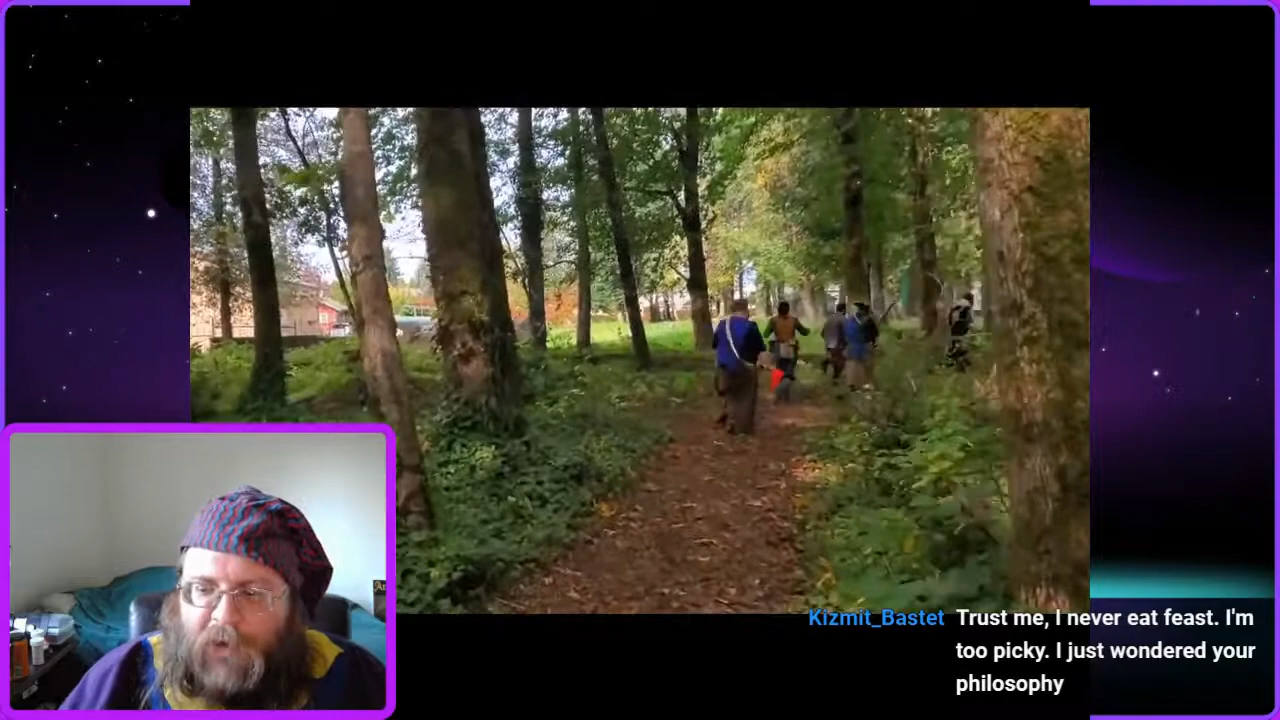 Kizmit_Bastet Trust me, I never eat feast. I'm
too picky. I just wondered your
philosophy